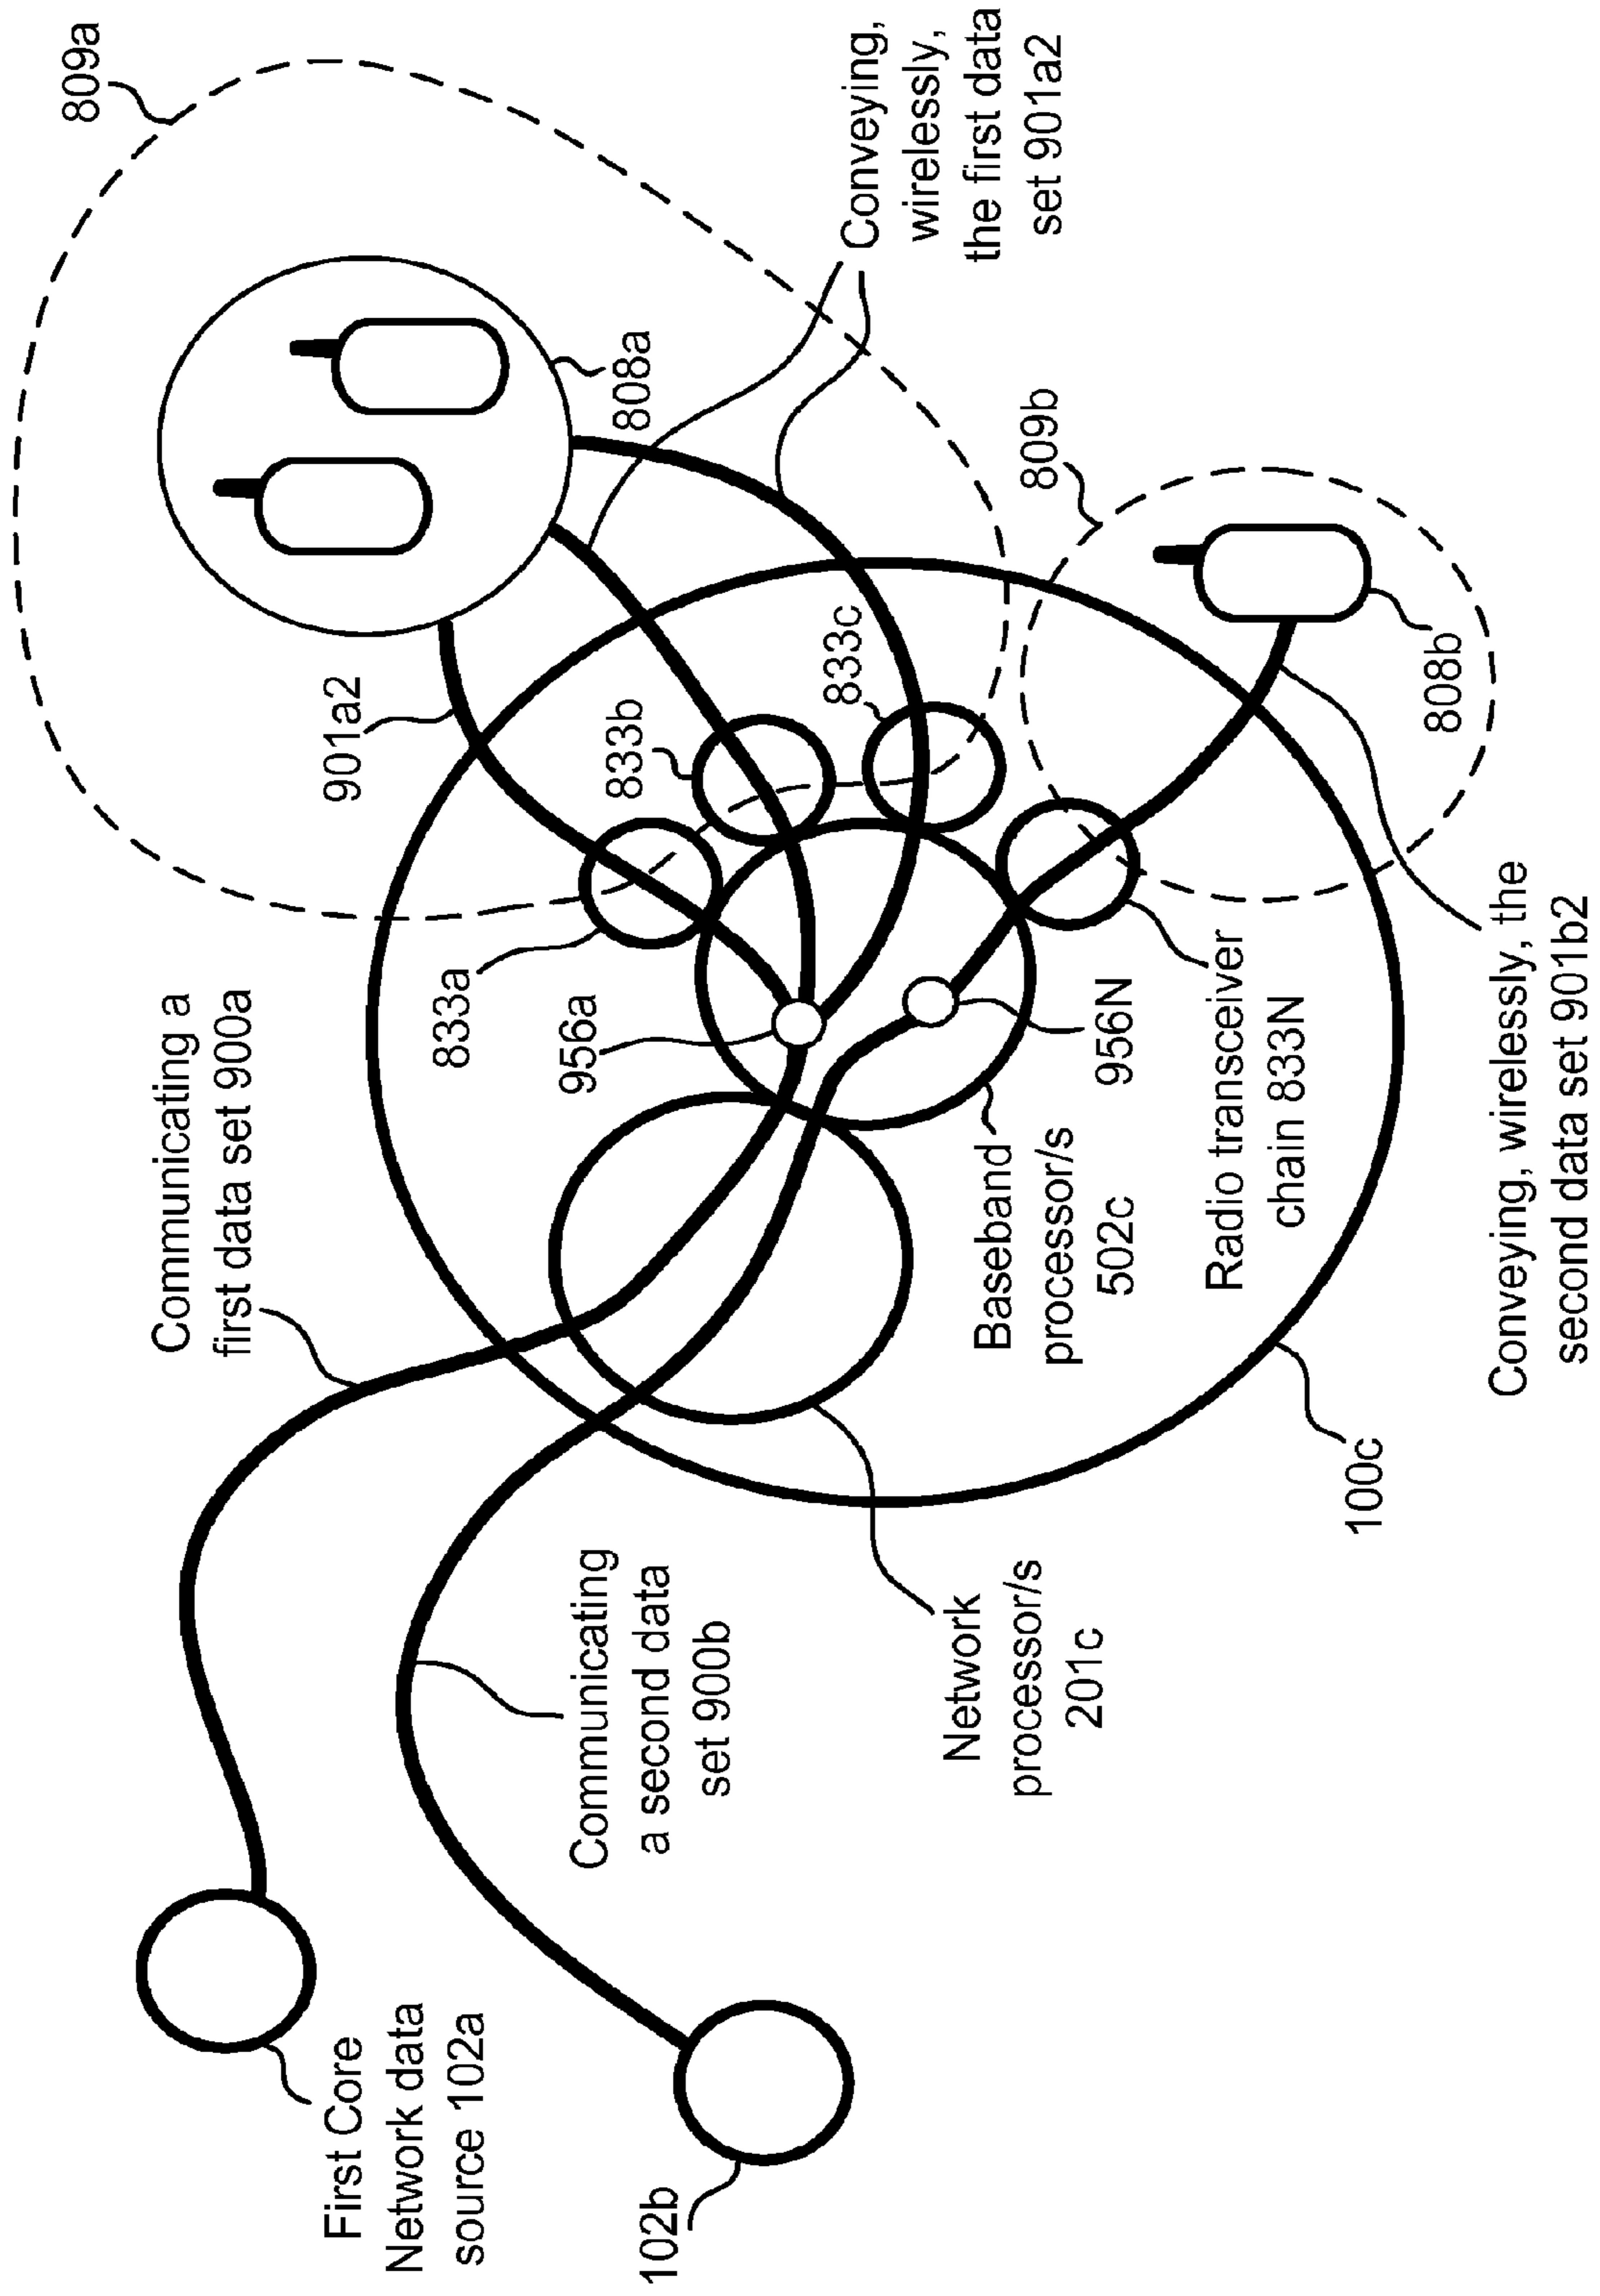 809a
Conveying,
wirelessly,
the first data
set 901a2
808a
809b
901a2
833b
833c
808b
Communicating a
first data set 900a
833a
956a
956N
Radio transceiver
chain 833N
Conveying, wirelessly, the
second data set 901b2
Baseband
processor/s
502c
100c
Communicating
a second data
set 900b
Network
processor/s
201c
First Core
Network data
source 102a
102b